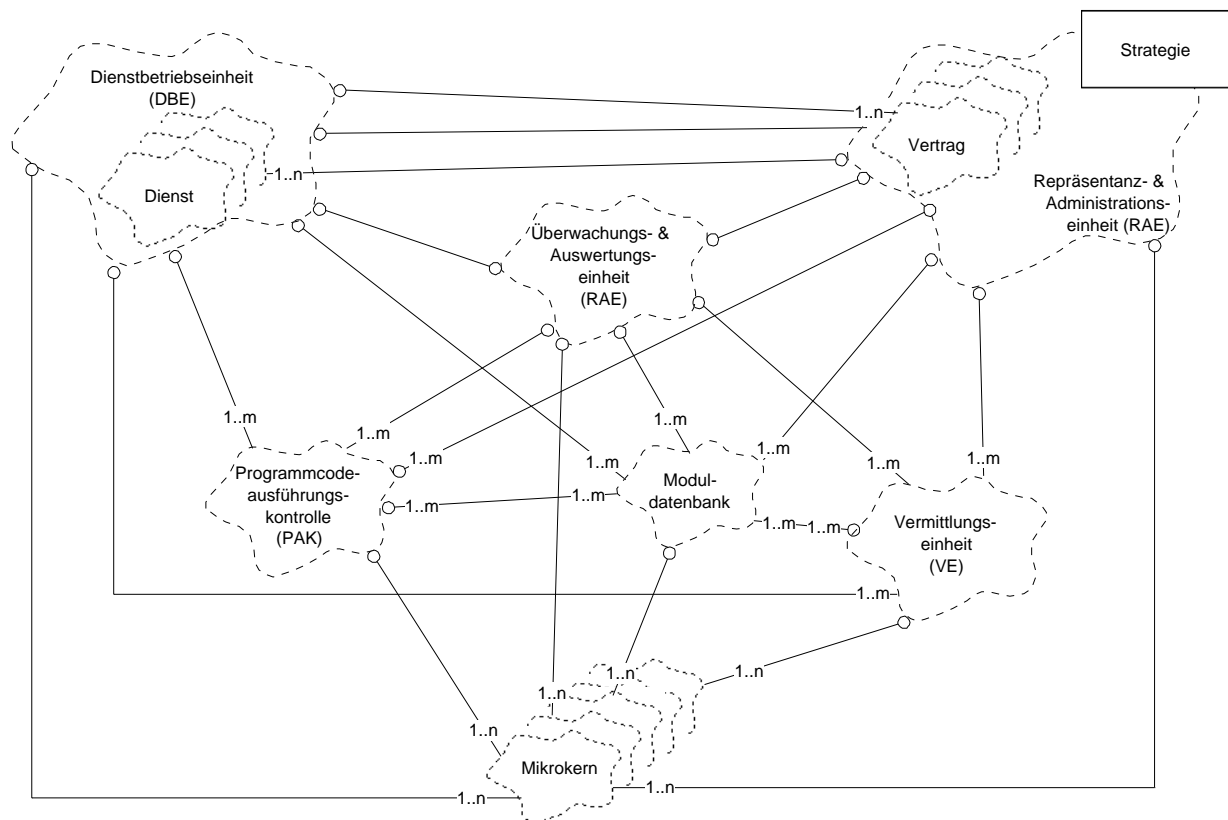 Strategie
Dienstbetriebseinheit
(DBE)
1..n
Vertrag
1..n
Dienst
Repräsentanz- &
Administrations-
einheit (RAE)
Überwachungs- &
Auswertungs-
einheit
(RAE)
1..m
1..m
1..m
1..m
1..m
1..m
1..m
1..m
Programmcode-
ausführungs-
kontrolle
(PAK)
1..m
1..m
Modul-
datenbank
1..m
1..m
Vermittlungs-
einheit
(VE)
1..m
1..n
1..n
1..n
1..n
Mikrokern
1..n
1..n